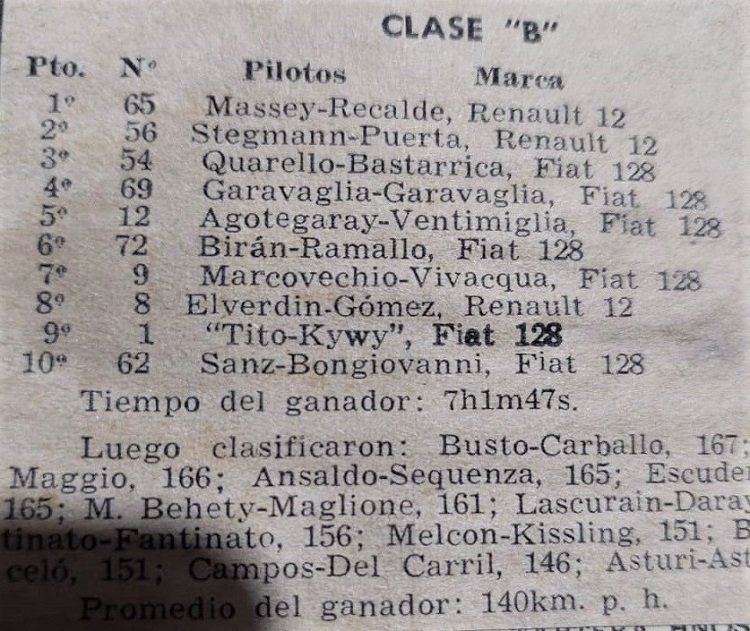 CLASE "B"
Pto. Nº Pilotos Marca
1º 65 Massey-Recalde, Renault 12
2º 56 Stegmann-Puerta, Renault 12
3º 54 Quarello-Bastarrica, Fiat 128
4º 69 Garavaglia-Garavaglia, Fiat 128
5º 12 Agotegaray-Ventimiglia, Fiat 128
6º 72 Birán-Ramallo, Fiat 128
7º 9 Marcovechio-Vivacqua, Fiat 128
8º 8 Elverdin-Gómez, Renault 12
9º 1 "Tito-Kywy", Fiat 128
10º 62 Sanz-Bongiovanni, Fiat 128
Tiempo del ganador: 7h1m47s.
Luego clasificaron: Busto-Carballo, 167;
Maggio, 166; Ansaldo-Sequenza, 165; Escuder
165; M. Behety-Maglione, 161; Lascurain-Daray
tinato-Fantinato, 156; Melcon-Kissling, 151; B
celó, 151; Campos-Del Carril, 146; Asturi-Ast
Promedio del ganador: 140km. p. h.